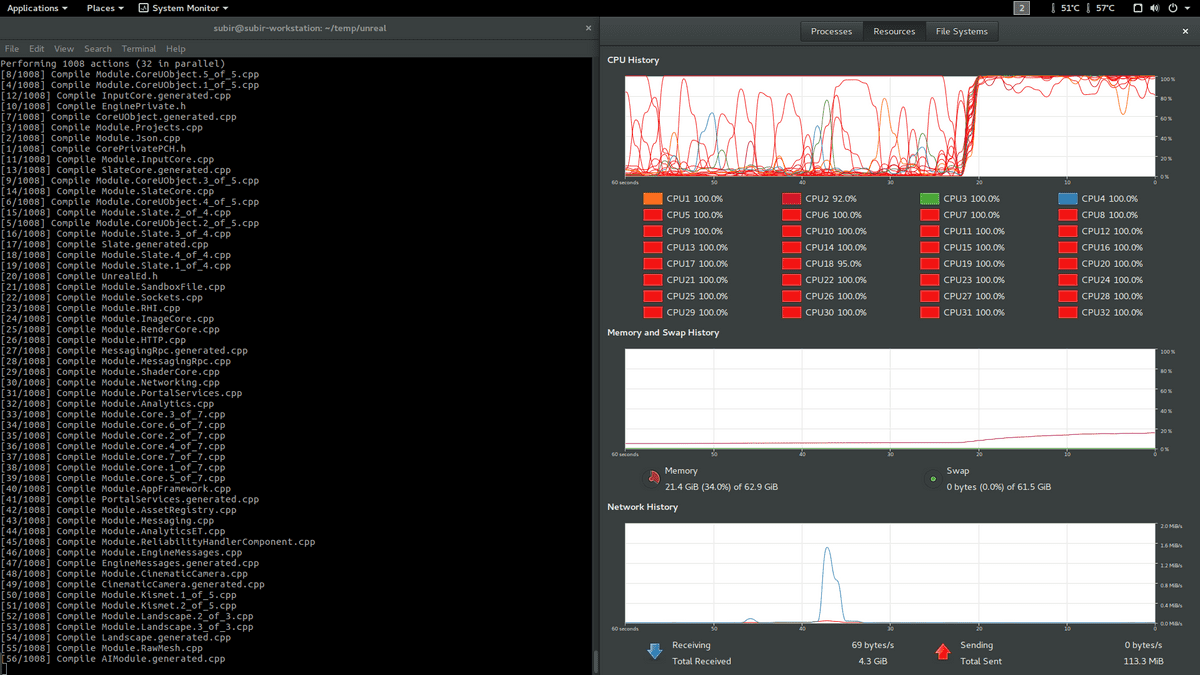 Applications Places System Monitor 2 51°C 57°C
subir@subir-workstation: ~/temp/unreal
File Edit View Search Terminal Help
Performing 1008 actions (32 in parallel)
[8/1008] Compile Module.CoreUObject.5_of_5.cpp
[4/1008] Compile Module.CoreUObject.1_of_5.cpp
[12/1008] Compile InputCore.generated.cpp
[10/1008] Compile EnginePrivate.h
[7/1008] Compile CoreUObject.generated.cpp
[3/1008] Compile Module.Projects.cpp
[2/1008] Compile Module.Json.cpp
[1/1008] Compile CorePrivatePCH.h
[11/1008] Compile Module.InputCore.cpp
[13/1008] Compile SlateCore.generated.cpp
[9/1008] Compile Module.CoreUObject.3_of_5.cpp
[14/1008] Compile Module.SlateCore.cpp
[6/1008] Compile Module.CoreUObject.4_of_5.cpp
[15/1008] Compile Module.Slate.2_of_4.cpp
[5/1008] Compile Module.CoreUObject.2_of_5.cpp
[16/1008] Compile Module.Slate.3_of_4.cpp
[17/1008] Compile Slate.generated.cpp
[18/1008] Compile Module.Slate.4_of_4.cpp
[19/1008] Compile Module.Slate.1_of_4.cpp
[20/1008] Compile UnrealEd.h
[21/1008] Compile Module.SandboxFile.cpp
[22/1008] Compile Module.Sockets.cpp
[23/1008] Compile Module.RHI.cpp
[24/1008] Compile Module.ImageCore.cpp
[25/1008] Compile Module.RenderCore.cpp
[26/1008] Compile Module.HTTP.cpp
[27/1008] Compile MessagingRpc.generated.cpp
[28/1008] Compile Module.MessagingRpc.cpp
[29/1008] Compile Module.ShaderCore.cpp
[30/1008] Compile Module.Networking.cpp
[31/1008] Compile Module.PortalServices.cpp
[32/1008] Compile Module.Analytics.cpp
[33/1008] Compile Module.Core.3_of_7.cpp
[34/1008] Compile Module.Core.6_of_7.cpp
[35/1008] Compile Module.Core.2_of_7.cpp
[36/1008] Compile Module.Core.4_of_7.cpp
[37/1008] Compile Module.Core.7_of_7.cpp
[38/1008] Compile Module.Core.1_of_7.cpp
[39/1008] Compile Module.Core.5_of_7.cpp
[40/1008] Compile Module.AppFramework.cpp
[41/1008] Compile PortalServices.generated.cpp
[42/1008] Compile Module.AssetRegistry.cpp
[43/1008] Compile Module.Messaging.cpp
[44/1008] Compile Module.AnalyticsET.cpp
[45/1008] Compile Module.ReliabilityHandlerComponent.cpp
[46/1008] Compile Module.EngineMessages.cpp
[47/1008] Compile EngineMessages.generated.cpp
[48/1008] Compile Module.CinematicCamera.cpp
[49/1008] Compile CinematicCamera.generated.cpp
[50/1008] Compile Module.Kismet.1_of_5.cpp
[51/1008] Compile Module.Kismet.2_of_5.cpp
[52/1008] Compile Module.Landscape.2_of_3.cpp
[53/1008] Compile Module.Landscape.3_of_3.cpp
[54/1008] Compile Landscape.generated.cpp
[55/1008] Compile Module.RawMesh.cpp
[56/1008] Compile AIModule.generated.cpp
Processes Resources File Systems
CPU History
100 %
80 %
60 %
40 %
20 %
0 %
60 seconds 50 40 30 20 10 0
CPU1 100.0% CPU2 92.0% CPU3 100.0% CPU4 100.0%
CPU5 100.0% CPU6 100.0% CPU7 100.0% CPU8 100.0%
CPU9 100.0% CPU10 100.0% CPU11 100.0% CPU12 100.0%
CPU13 100.0% CPU14 100.0% CPU15 100.0% CPU16 100.0%
CPU17 100.0% CPU18 95.0% CPU19 100.0% CPU20 100.0%
CPU21 100.0% CPU22 100.0% CPU23 100.0% CPU24 100.0%
CPU25 100.0% CPU26 100.0% CPU27 100.0% CPU28 100.0%
CPU29 100.0% CPU30 100.0% CPU31 100.0% CPU32 100.0%
Memory and Swap History
100 %
80 %
60 %
40 %
20 %
0 %
60 seconds 50 40 30 20 10 0
Memory Swap
21.4 GiB (34.0%) of 62.9 GiB 0 bytes (0.0%) of 61.5 GiB
Network History
2.0 MiB/s
1.6 MiB/s
1.2 MiB/s
0.8 MiB/s
0.4 MiB/s
0.0 MiB/s
60 seconds 50 40 30 20 10 0
Receiving 69 bytes/s Sending 0 bytes/s
Total Received 4.3 GiB Total Sent 113.3 MiB